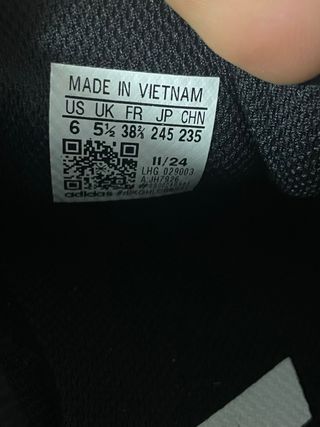 MADE IN VIETNAM
US UK FR JP CHN
6 5½ 38⅔ 245 235
11/24
LHG 029003
A.JH7926
adidas